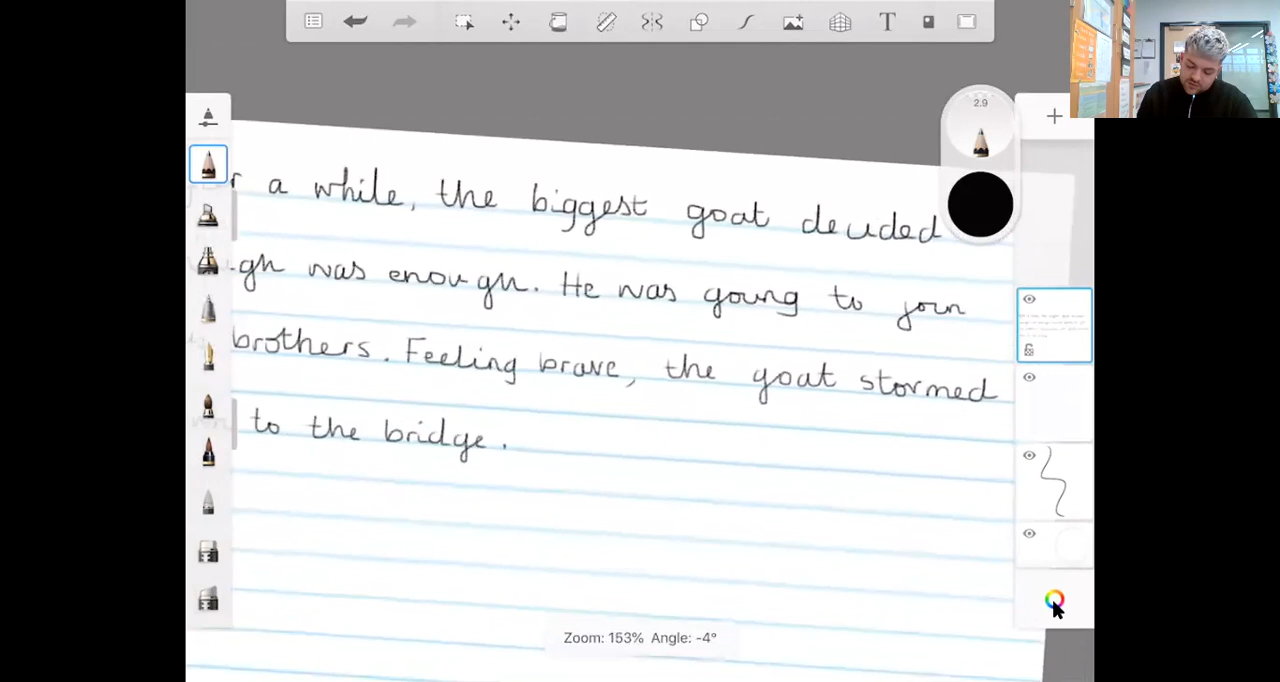 2.9
r a while, the biggest goat decided
gh was enough. He was going to join
brothers. Feeling brave, the goat stormed
to the bridge.
T
Zoom: 153% Angle: -4°